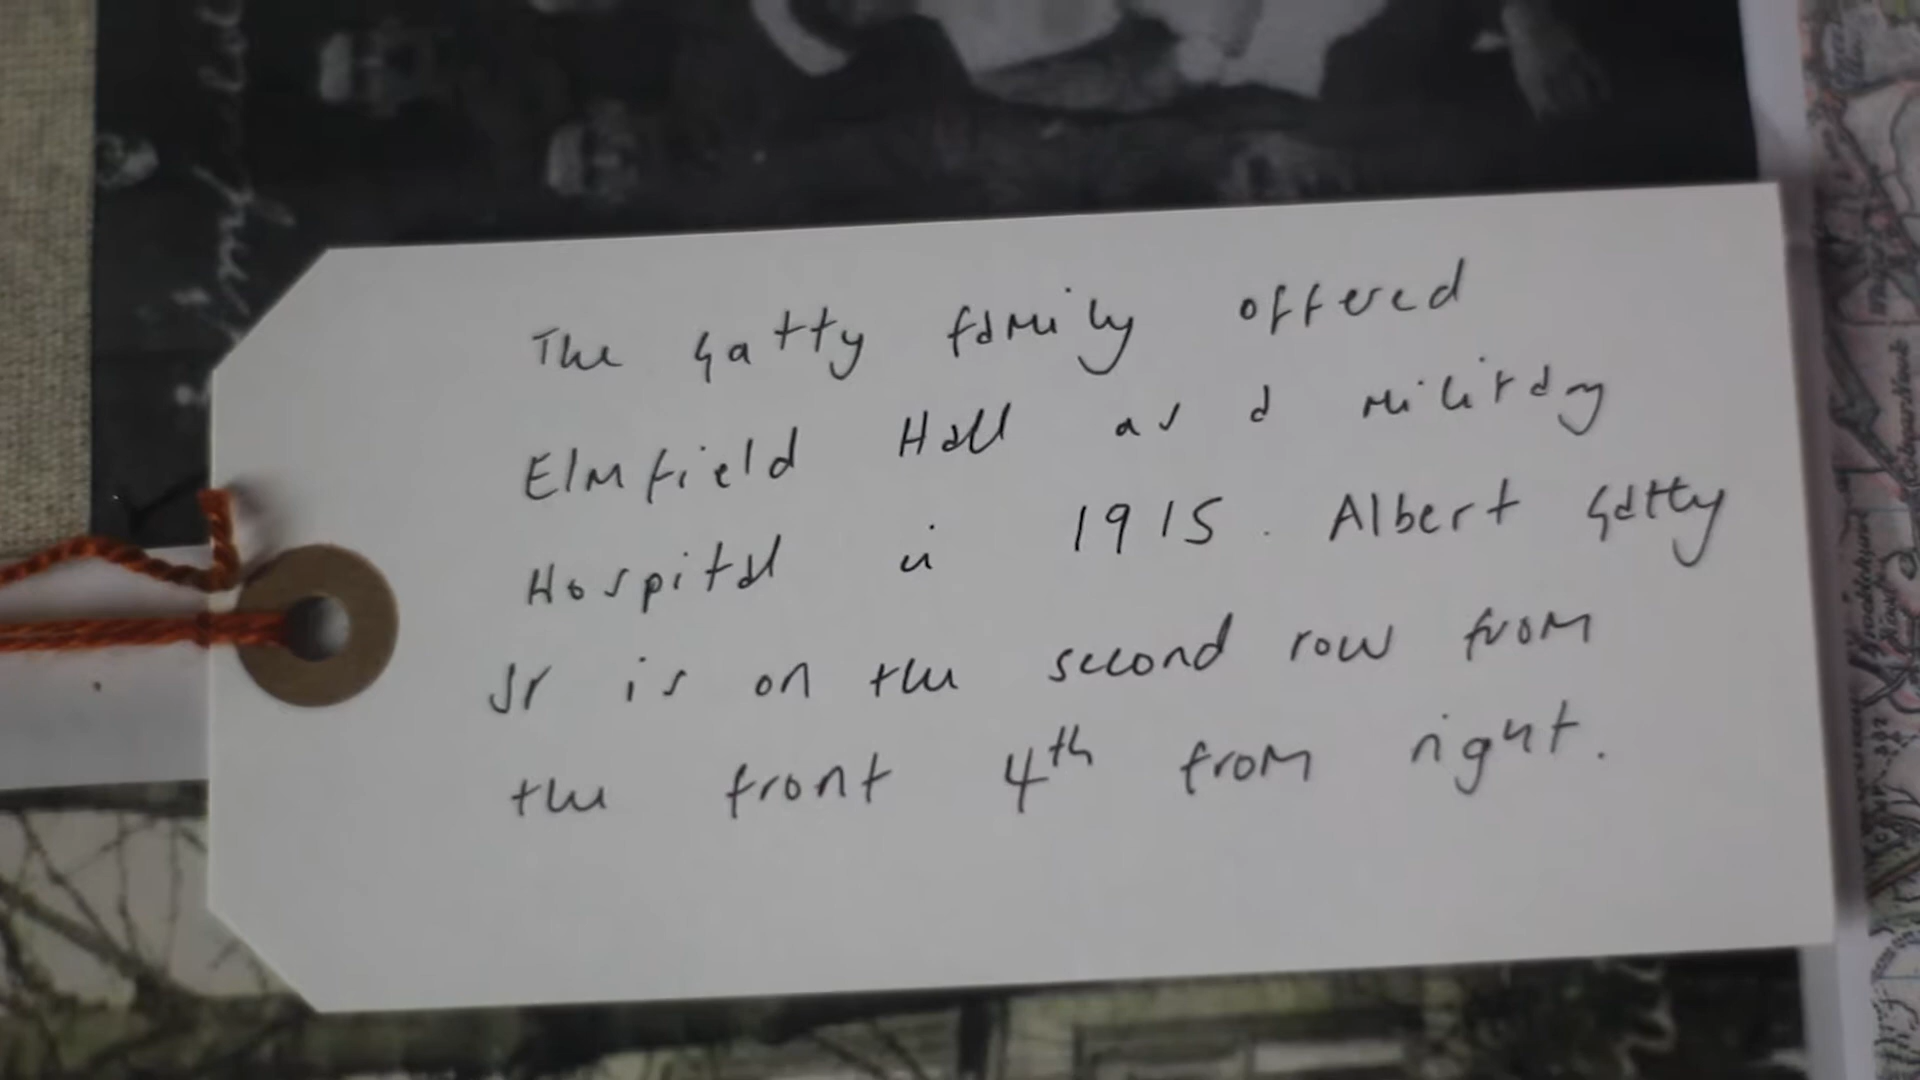 The Gatty family offered
Elmfield Hall as a military
Hospital in 1915. Albert Gatty
Jr is on the second row from
the front 4th from right.